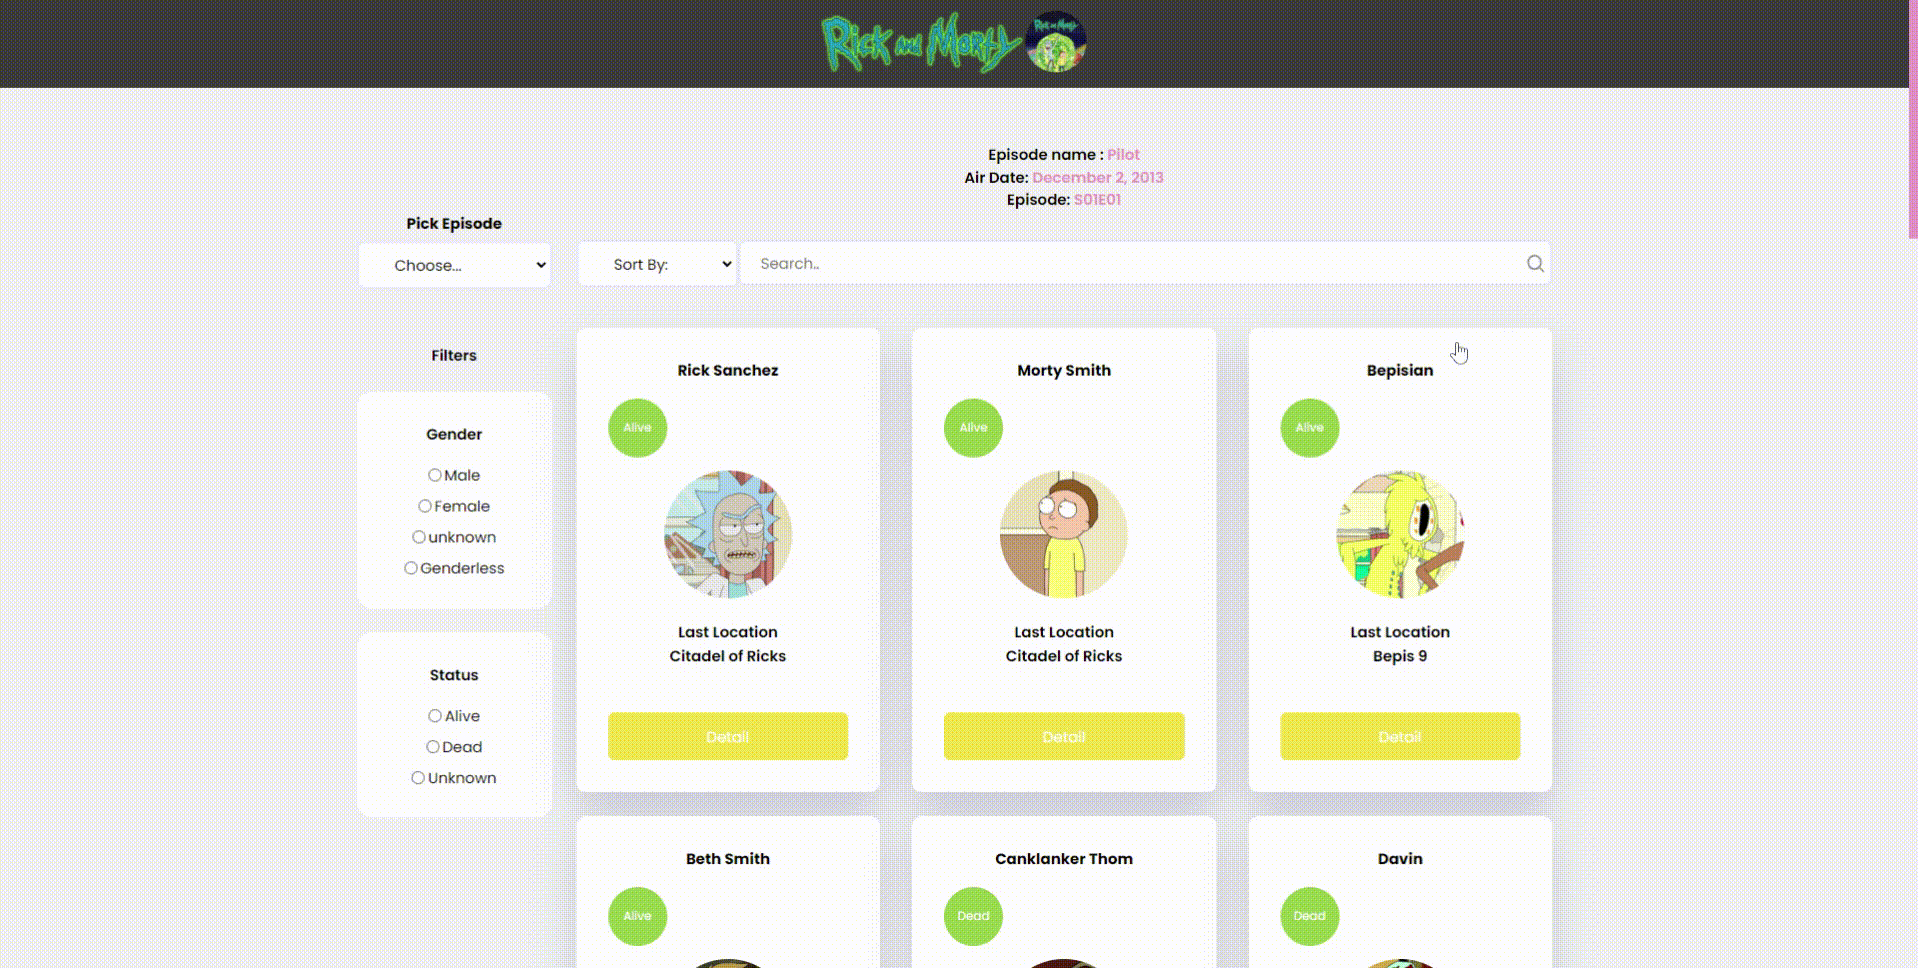 Rick and Morty
Rick and Morty
Episode name : Pilot
Air Date: December 2, 2013
Episode: S01E01
Pick Episode
Choose...
Sort By:
Search..
Filters
Gender
Male
Female
unknown
Genderless
Status
Alive
Dead
Unknown
Rick Sanchez
Alive
Last Location
Citadel of Ricks
Detail
Morty Smith
Alive
Last Location
Citadel of Ricks
Detail
Bepisian
Alive
Last Location
Bepis 9
Detail
Beth Smith
Alive
Canklanker Thom
Dead
Davin
Dead